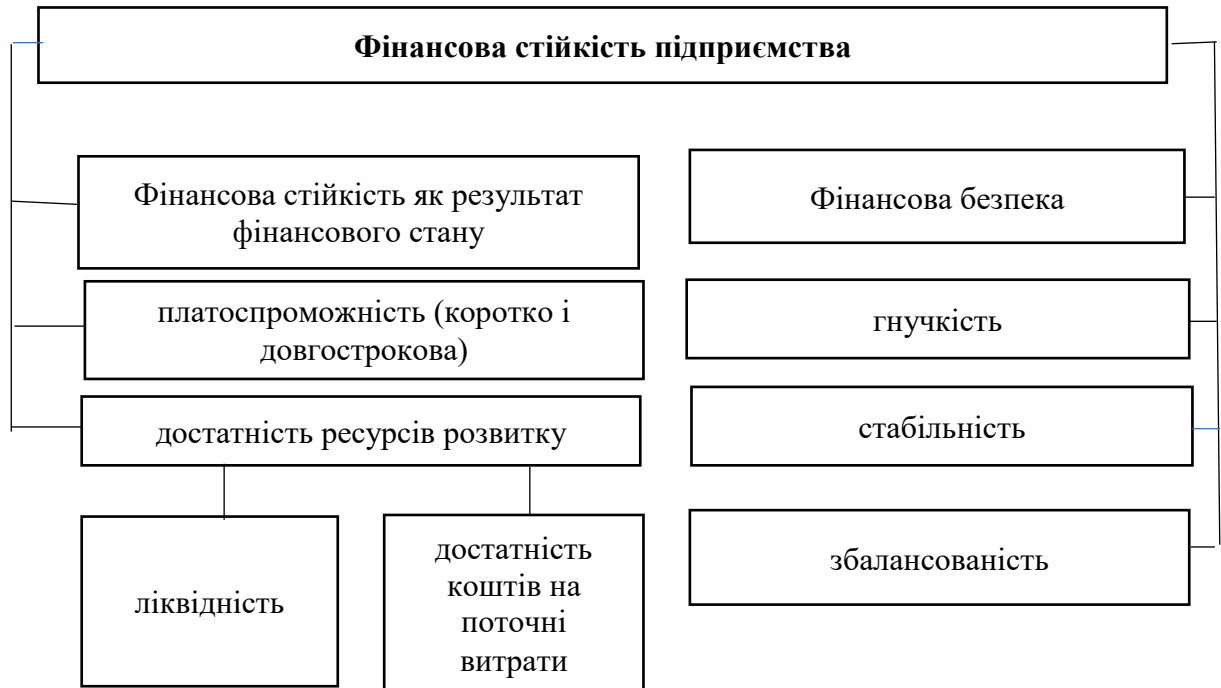 Фінансова стійкість підприємства
Фінансова стійкість як результат
фінансового стану
платоспроможність (коротко і
довгострокова)
достатність ресурсів розвитку
ліквідність
достатність
коштів на
поточні
витрати
Фінансова безпека
гнучкість
стабільність
збалансованість